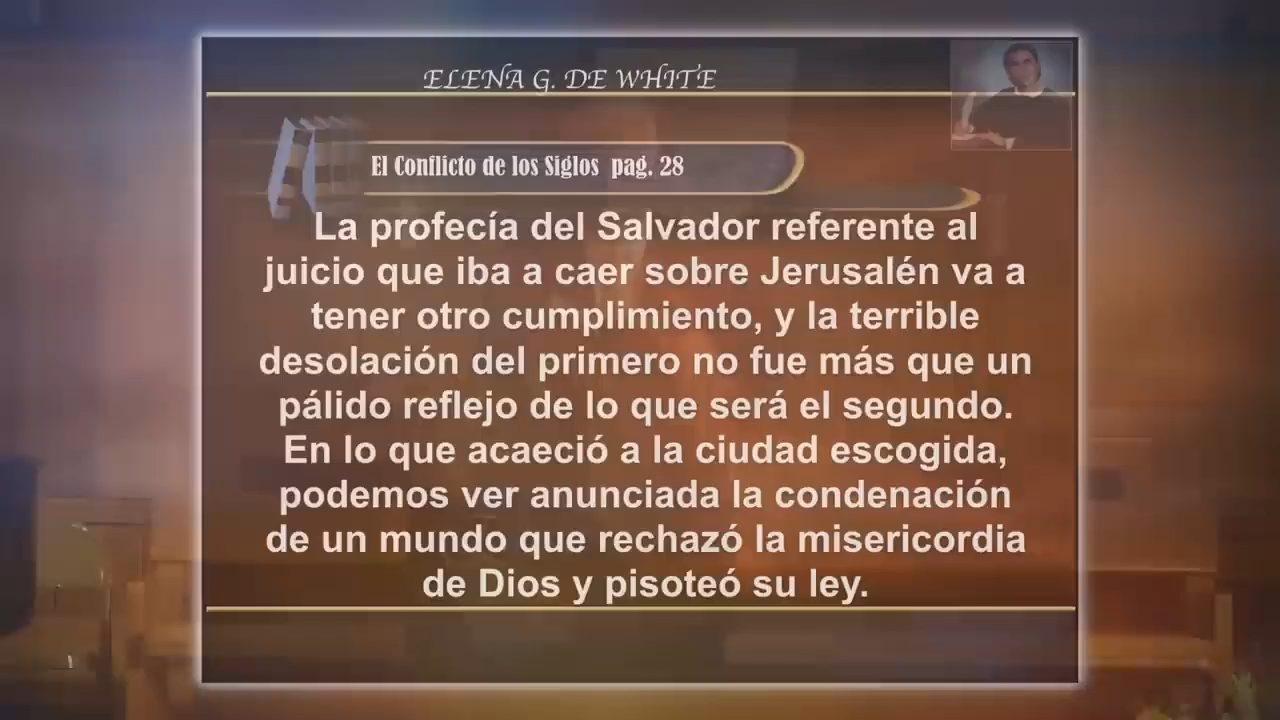 ELENA G. DE WHITE
El Conflicto de los Siglos pag. 28
La profecía del Salvador referente al
juicio que iba a caer sobre Jerusalén va a
tener otro cumplimiento, y la terrible
desolación del primero no fue más que un
pálido reflejo de lo que será el segundo.
En lo que acaeció a la ciudad escogida,
podemos ver anunciada la condenación
de un mundo que rechazó la misericordia
de Dios y pisoteó su ley.